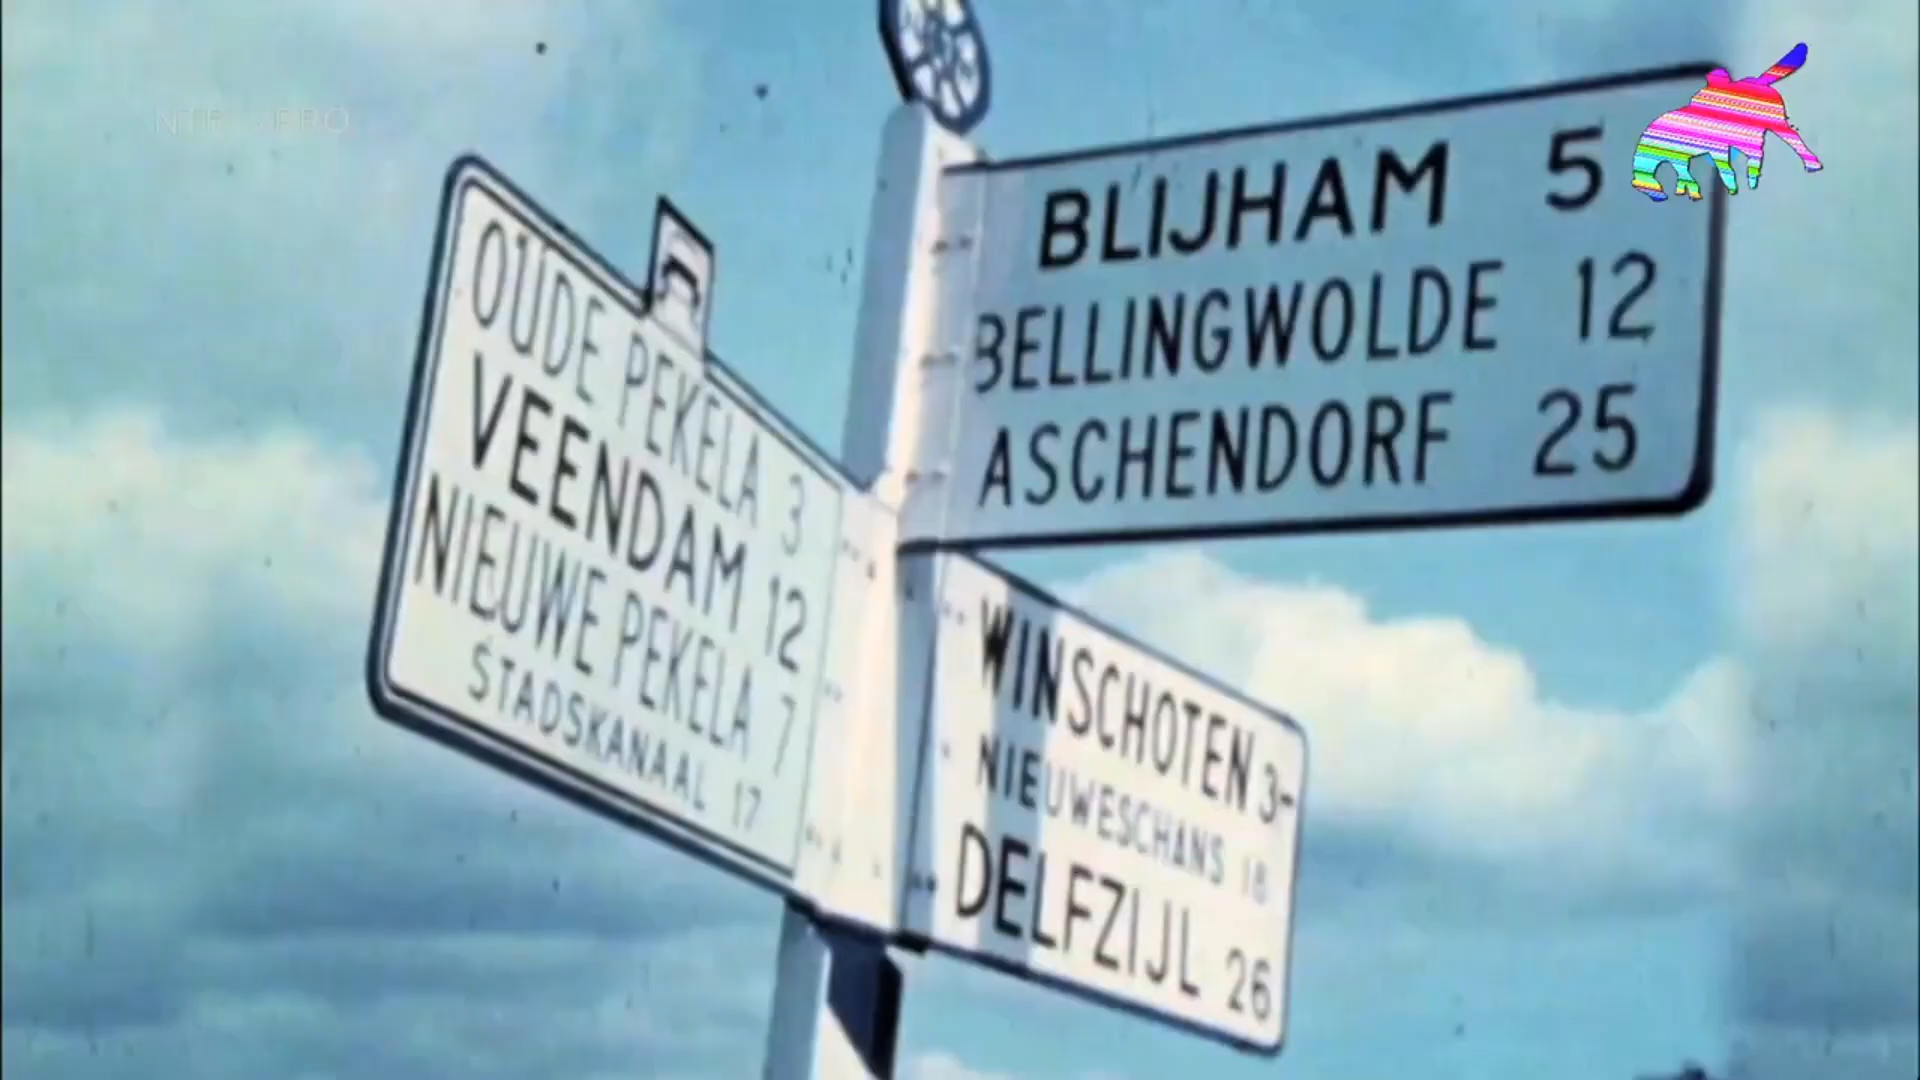 OUDE PEKELA 3
VEENDAM 12
NIEUWE PEKELA 7
STADSKANAAL 17
BLIJHAM 5
BELLINGWOLDE 12
ASCHENDORF 25
WINSCHOTEN 3-
NIEUWESCHANS 18
DELFZIJL 26